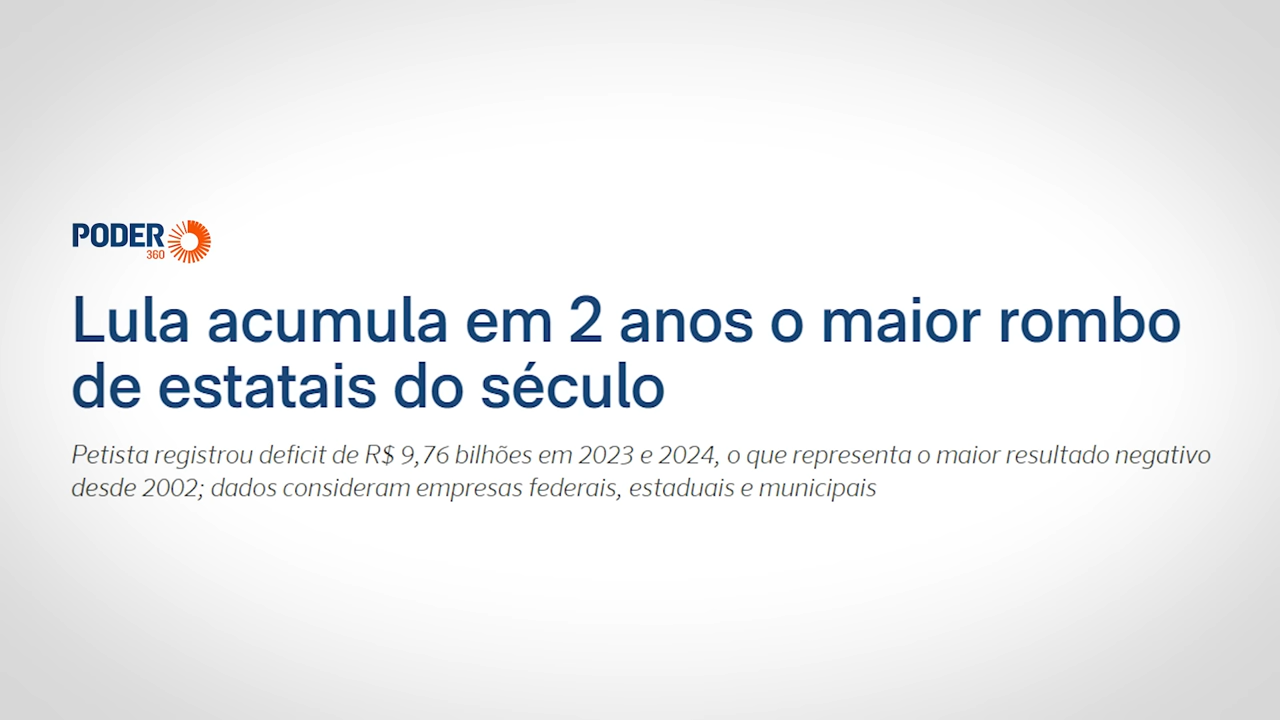 PODER
360
Lula acumula em 2 anos o maior rombo
de estatais do século
Petista registrou deficit de R$ 9,76 bilhões em 2023 e 2024, o que representa o maior resultado negativo
desde 2002; dados consideram empresas federais, estaduais e municipais